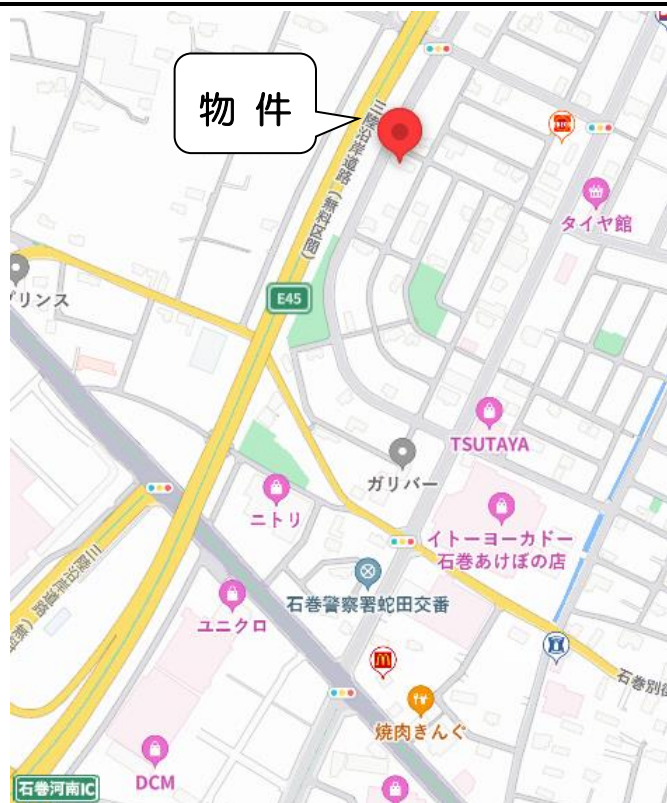 物件
三陸沿岸道路(無料区間)
タイヤ館
プリンス
E45
TSUTAYA
ガリバー
ニトリ
イトーヨーカドー
石巻あけぼの店
石巻警察署蛇田交番
ユニクロ
焼肉きんぐ
DCM
石巻河南IC